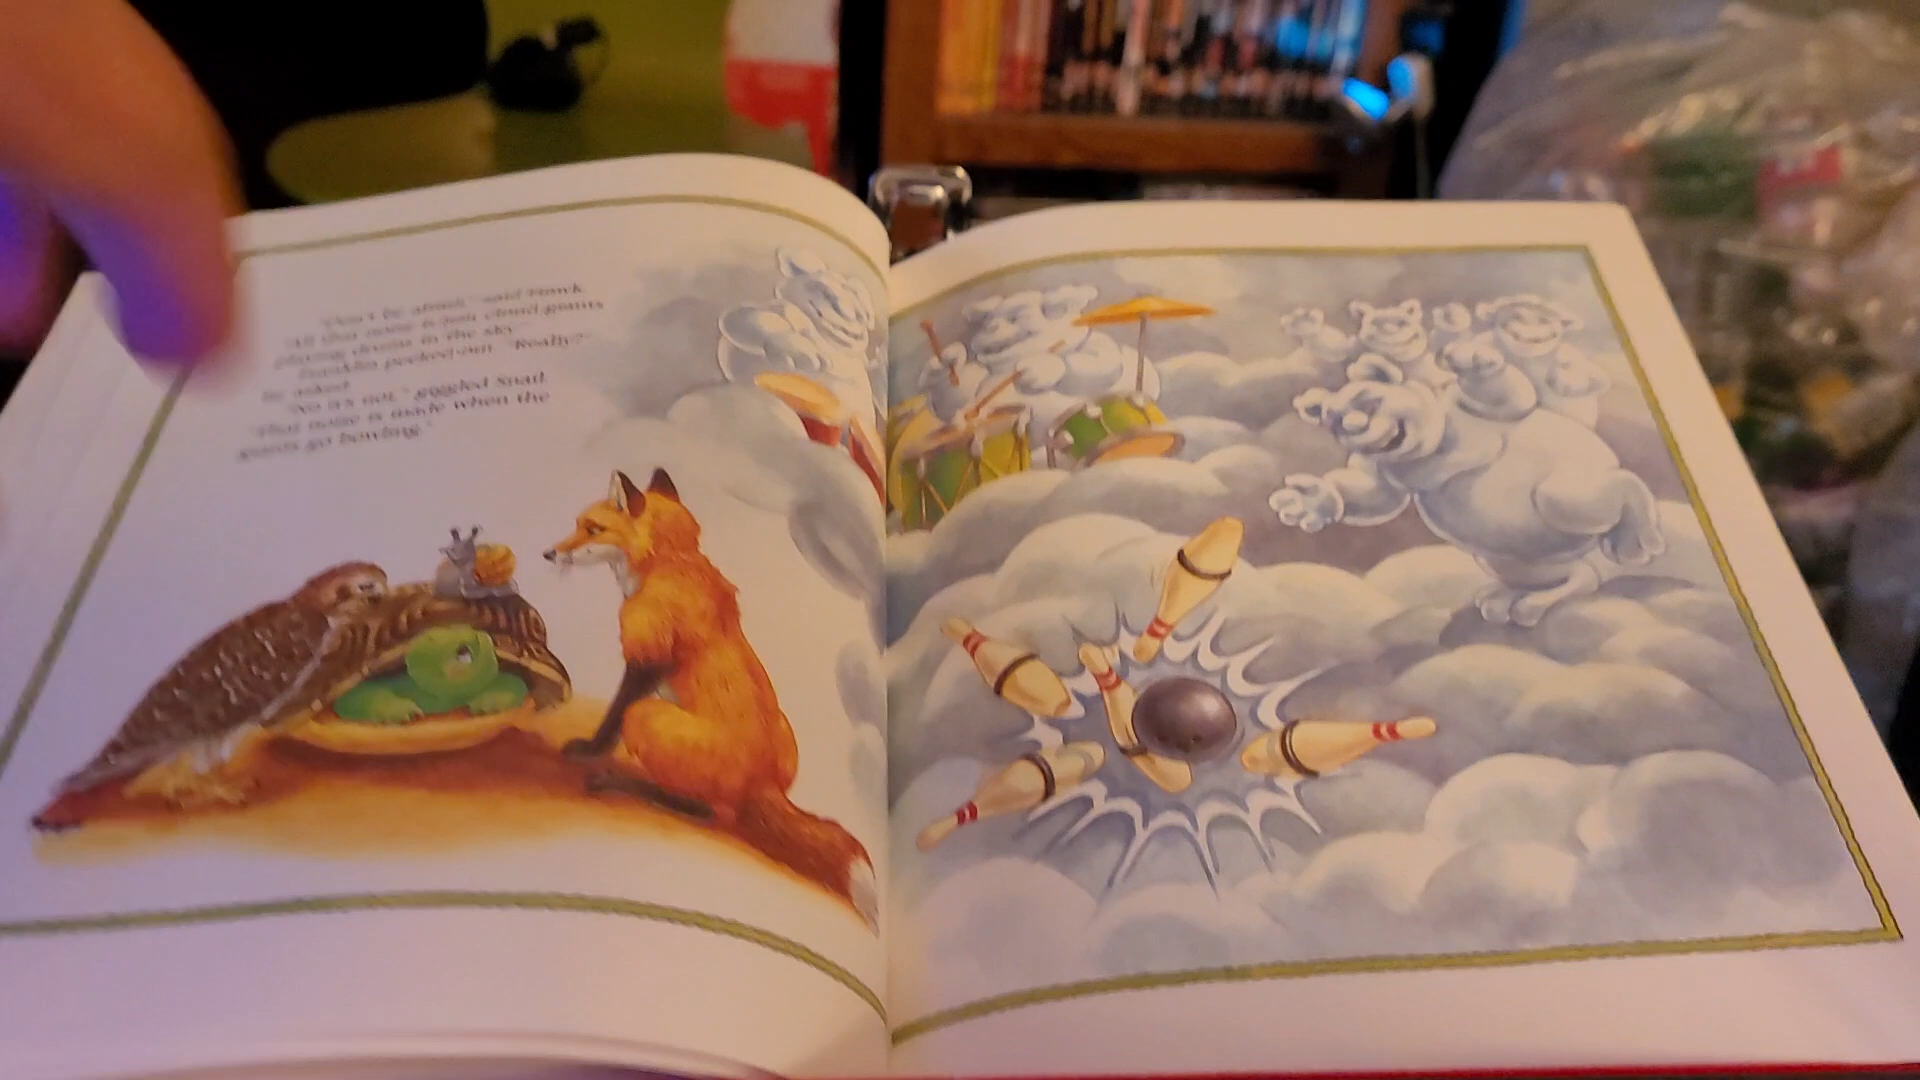 "Don't be afraid," said Hawk.
"All that noise is just cloud giants
playing drums in the sky."
Franklin peeked out. "Really?"
he asked.
"No it's not," giggled Snail.
"That noise is made when the
giants go bowling."